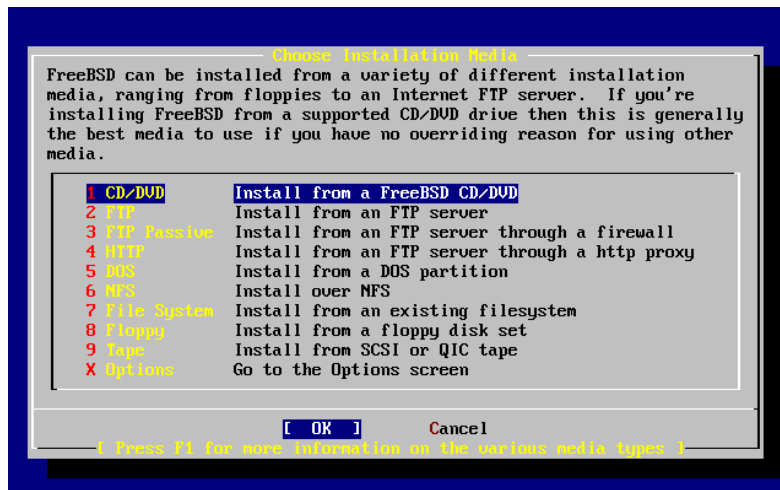 Choose Installation Media
FreeBSD can be installed from a variety of different installation
media, ranging from floppies to an Internet FTP server.  If you're
installing FreeBSD from a supported CD/DVD drive then this is generally
the best media to use if you have no overriding reason for using other
media.
1 CD/DVD Install from a FreeBSD CD/DVD
2 FTP Install from an FTP server
3 FTP Passive Install from an FTP server through a firewall
4 HTTP Install from an FTP server through a http proxy
5 DOS Install from a DOS partition
6 NFS Install over NFS
7 File System Install from an existing filesystem
8 Floppy Install from a floppy disk set
9 Tape Install from SCSI or QIC tape
X Options Go to the Options screen
[ OK ] Cancel
[ Press F1 for more information on the various media types ]